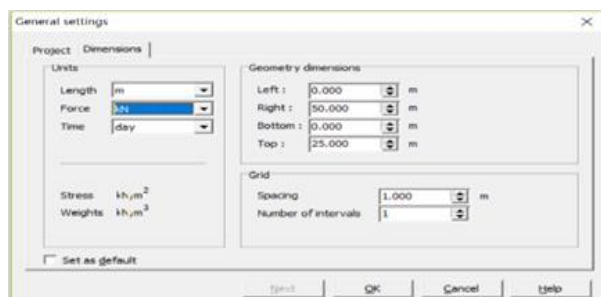 General settings
Project Dimensions
Units
Length m
Force kN
Time day
Stress kN/m²
Weights kN/m³
Set as default
Geometry dimensions
Left : 0.000 m
Right : 50.000 m
Bottom : 0.000 m
Top : 25.000 m
Grid
Spacing 1.000 m
Number of intervals 1
Next OK Cancel Help